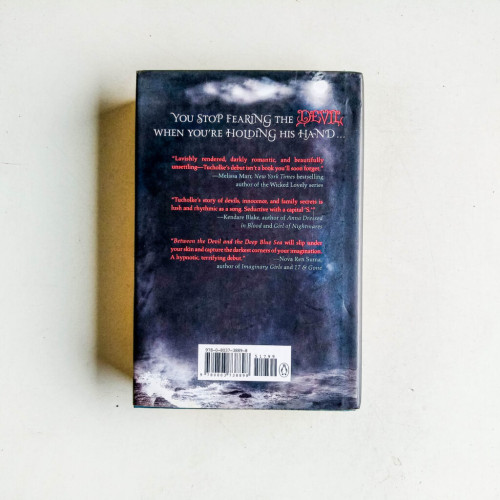 YOU STOP FEARING THE DEVIL
WHEN YOU'RE HOLDING HIS HAND...
"Lavishly rendered, darkly romantic, and beautifully
unsettling—Tucholke's debut isn't a book you'll soon forget."
—Melissa Marr, New York Times bestselling
author of the Wicked Lovely series
"Tucholke's story of devils, innocence, and family secrets is
lush and rhythmic as a song. Seductive with a capital 'S.'"
—Kendare Blake, author of Anna Dressed
in Blood and Girl of Nightmares
"Between the Devil and the Deep Blue Sea will slip under
your skin and capture the darkest corners of your imagination.
A hypnotic, terrifying debut."
—Nova Ren Suma,
author of Imaginary Girls and 17 & Gone
51799